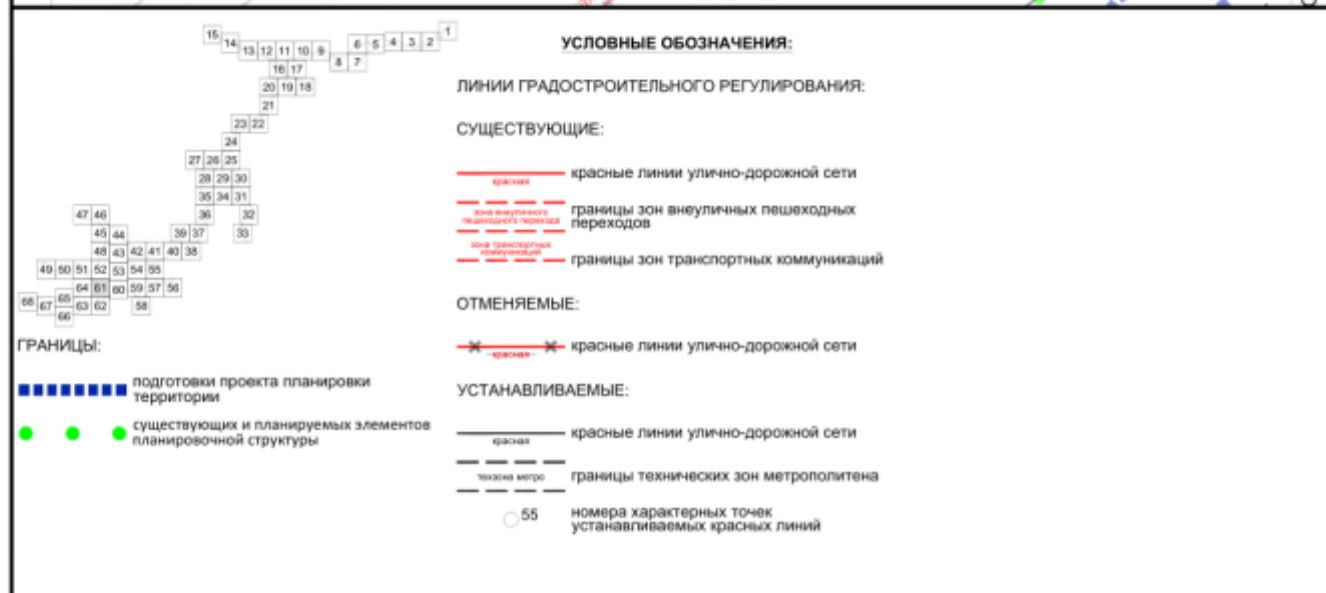 1
15
14
13 12 11 10 9
6 5 4 3 2
8 7
16 17
20 19 18
21
23 22
24
27 26 25
28 29 30
35 34 31
47 46
36
32
45 44
39 37
33
48 43 42 41 40 38
49 50 51 52 53 54 55
64 61 60 59 57 56
68 67 65 63 62
58
66
ГРАНИЦЫ:
подготовки проекта планировки
территории
существующих и планируемых элементов
планировочной структуры
УСЛОВНЫЕ ОБОЗНАЧЕНИЯ:
ЛИНИИ ГРАДОСТРОИТЕЛЬНОГО РЕГУЛИРОВАНИЯ:
СУЩЕСТВУЮЩИЕ:
красная
красные линии улично-дорожной сети
зона внеуличного
пешеходного перехода
границы зон внеуличных пешеходных
переходов
зона транспортных
коммуникаций
границы зон транспортных коммуникаций
ОТМЕНЯЕМЫЕ:
красная
красные линии улично-дорожной сети
УСТАНАВЛИВАЕМЫЕ:
красная
красные линии улично-дорожной сети
техзона метро
границы технических зон метрополитена
55
номера характерных точек
устанавливаемых красных линий